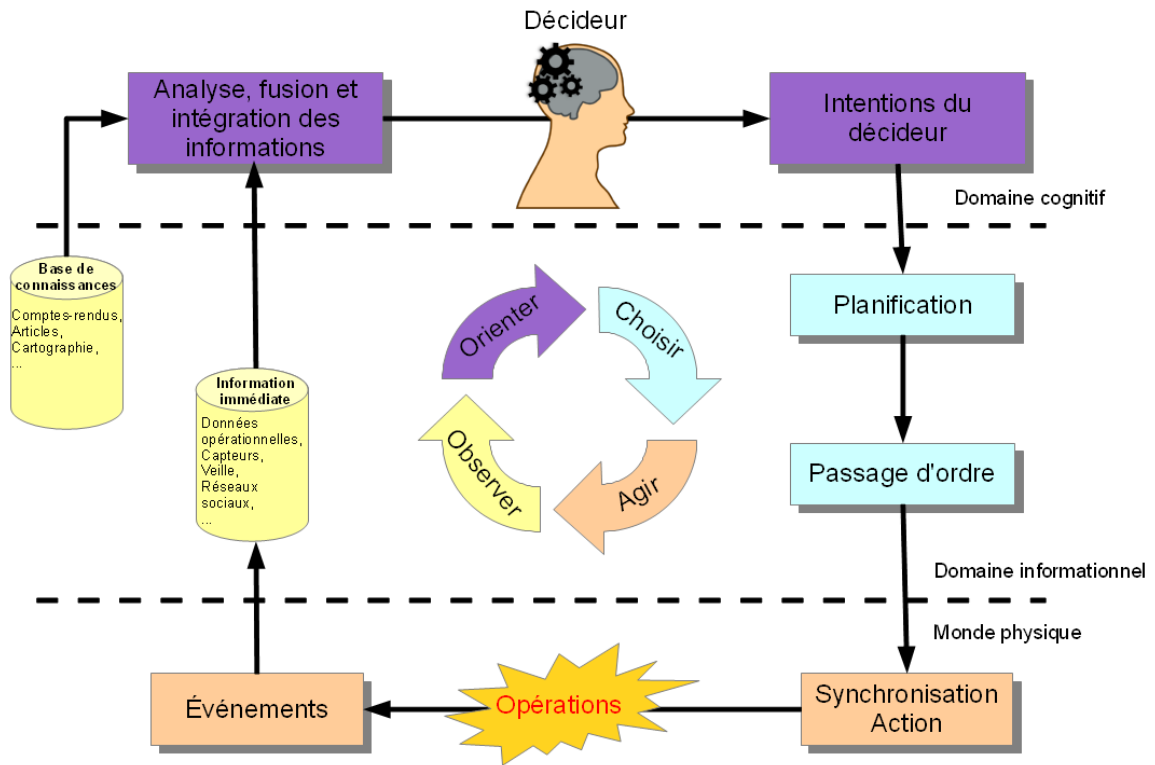 Décideur
Analyse, fusion et
intégration des
informations
Intentions du
décideur
Domaine cognitif
Base de
connaissances
Comptes-rendus,
Articles,
Cartographie,
...
Information
immédiate
Données
opérationnelles,
Capteurs,
Veille,
Réseaux
sociaux,
...
Orienter
Choisir
Observer
Agir
Planification
Passage d'ordre
Domaine informationnel
Monde physique
Événements
Opérations
Synchronisation
Action